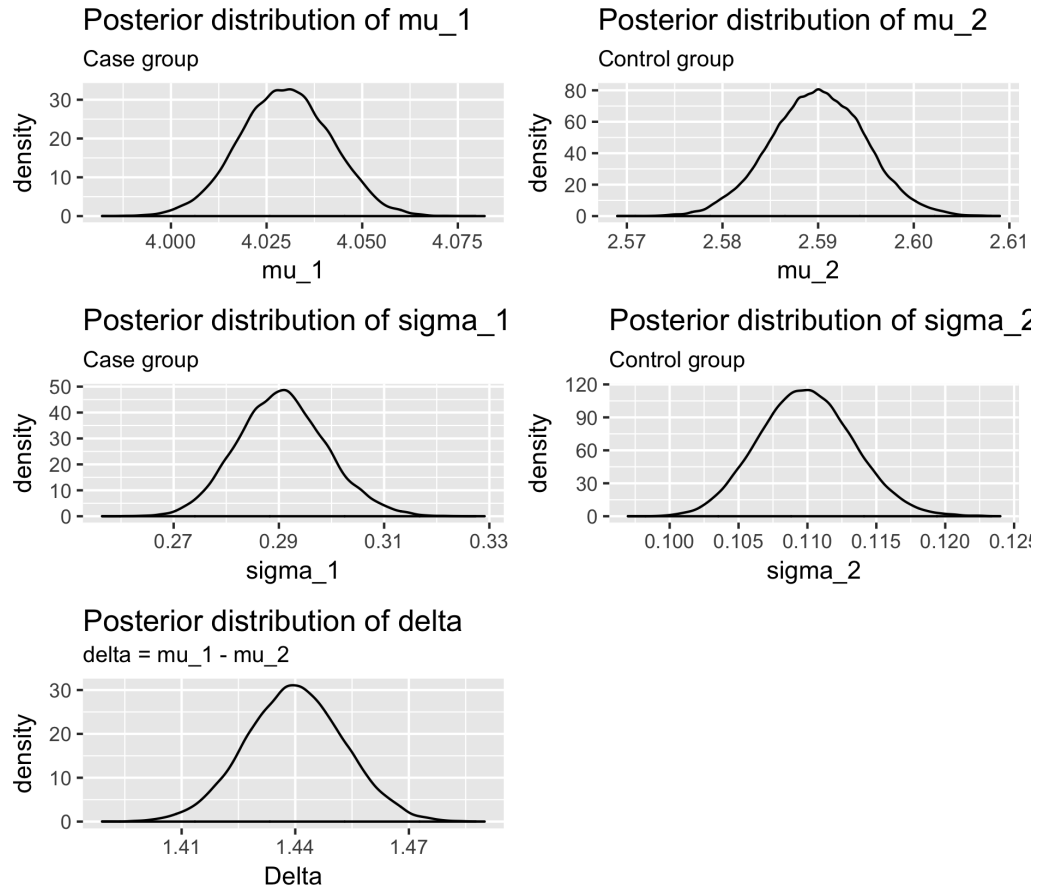 Posterior distribution of mu_1
Case group
density
30
20
10
0
4.000 4.025 4.050 4.075
mu_1
Posterior distribution of mu_2
Control group
density
80
60
40
20
0
2.57 2.58 2.59 2.60 2.61
mu_2
Posterior distribution of sigma_1
Case group
density
50
40
30
20
10
0
0.27 0.29 0.31 0.33
sigma_1
Posterior distribution of sigma_2
Control group
density
120
90
60
30
0
0.100 0.105 0.110 0.115 0.120 0.125
sigma_2
Posterior distribution of delta
delta = mu_1 - mu_2
density
30
20
10
0
1.41 1.44 1.47
Delta